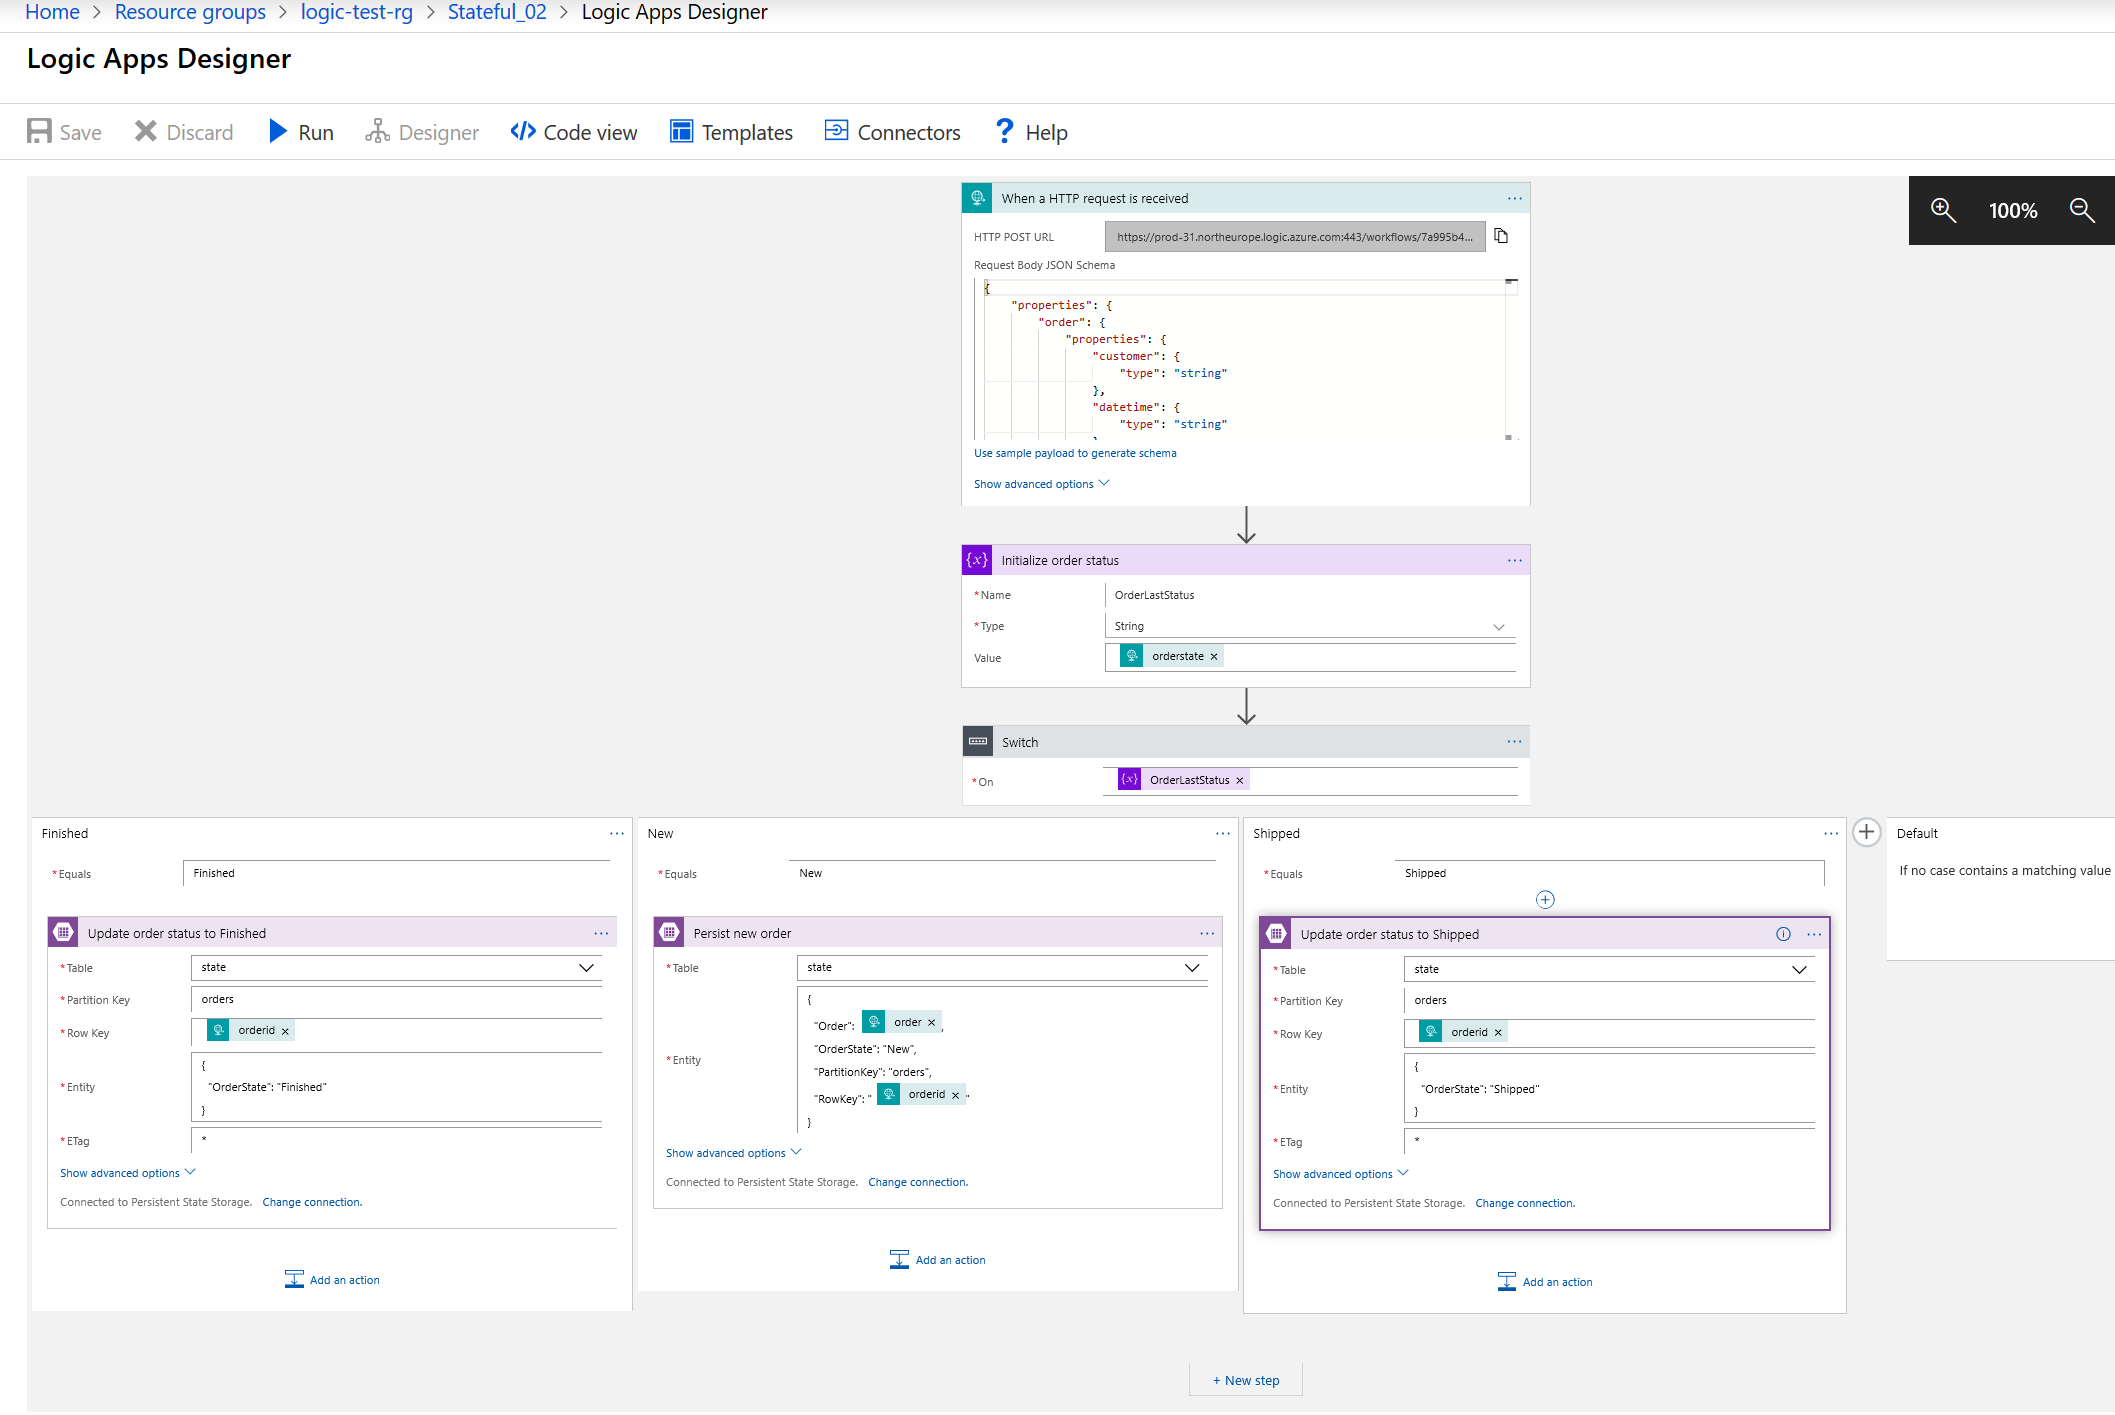 Home > Resource groups > logic-test-rg > Stateful_02 > Logic Apps Designer
Logic Apps Designer
Save Discard Run Designer Code view Templates Connectors Help
100%
When a HTTP request is received
HTTP POST URL https://prod-31.northeurope.logic.azure.com:443/workflows/7a995b4...
Request Body JSON Schema
{
"properties": {
"order": {
"properties": {
"customer": {
"type": "string"
},
"datetime": {
"type": "string"
Use sample payload to generate schema
Show advanced options
{x} Initialize order status
*Name OrderLastStatus
*Type String
Value orderstate ×
Switch
*On {x} OrderLastStatus ×
Finished
*Equals Finished
Update order status to Finished
*Table state
*Partition Key orders
*Row Key orderid ×
*Entity
{
"OrderState": "Finished"
}
*ETag *
Show advanced options
Connected to Persistent State Storage. Change connection.
Add an action
New
*Equals New
Persist new order
*Table state
*Entity
{
"Order": order ×,
"OrderState": "New",
"PartitionKey": "orders",
"RowKey": " orderid × "
}
Show advanced options
Connected to Persistent State Storage. Change connection.
Add an action
Shipped
*Equals Shipped
Update order status to Shipped
*Table state
*Partition Key orders
*Row Key orderid ×
*Entity
{
"OrderState": "Shipped"
}
*ETag *
Show advanced options
Connected to Persistent State Storage. Change connection.
Add an action
Default
If no case contains a matching value
+ New step